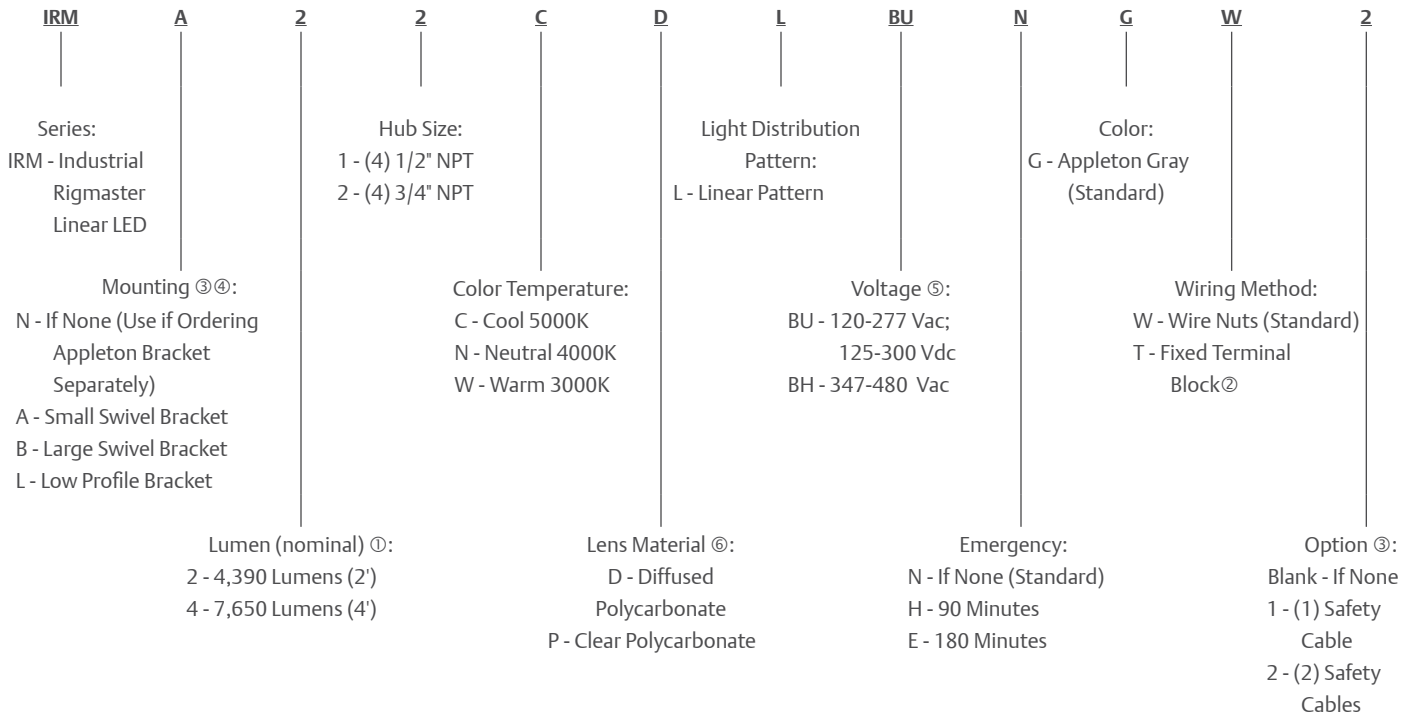 IRM A 2 2 C D L BU N G W 2
Series:
IRM - Industrial
Rigmaster
Linear LED
Hub Size:
1 - (4) 1/2" NPT
2 - (4) 3/4" NPT
Light Distribution
Pattern:
L - Linear Pattern
Color:
G - Appleton Gray
(Standard)
Mounting ③④:
N - If None (Use if Ordering
Appleton Bracket
Separately)
A - Small Swivel Bracket
B - Large Swivel Bracket
L - Low Profile Bracket
Color Temperature:
C - Cool 5000K
N - Neutral 4000K
W - Warm 3000K
Voltage ⑤:
BU - 120-277 Vac;
125-300 Vdc
BH - 347-480 Vac
Wiring Method:
W - Wire Nuts (Standard)
T - Fixed Terminal
Block②
Lumen (nominal) ①:
2 - 4,390 Lumens (2')
4 - 7,650 Lumens (4')
Lens Material ⑥:
D - Diffused
Polycarbonate
P - Clear Polycarbonate
Emergency:
N - If None (Standard)
H - 90 Minutes
E - 180 Minutes
Option ③:
Blank - If None
1 - (1) Safety
Cable
2 - (2) Safety
Cables